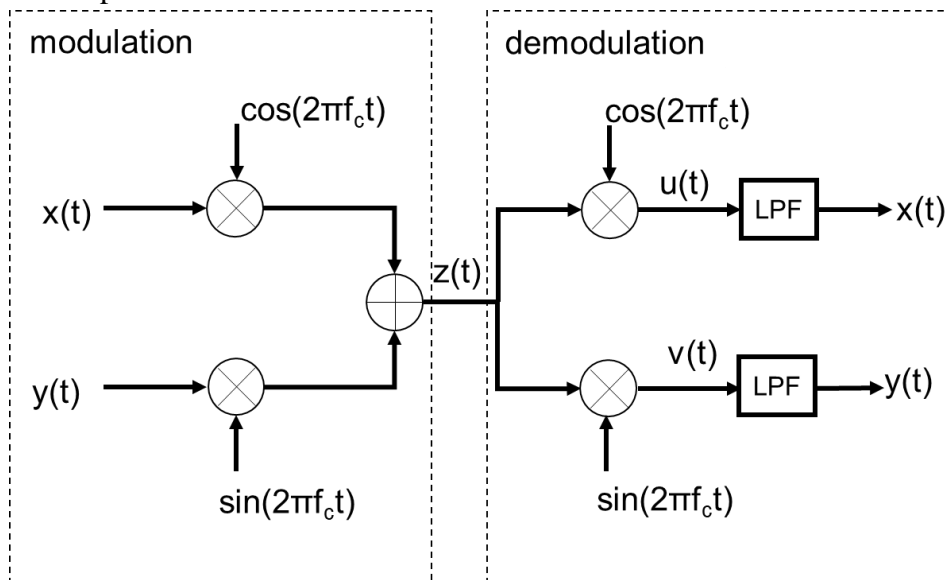 modulation
cos(2πf_ct)
x(t)
z(t)
y(t)
sin(2πf_ct)
demodulation
cos(2πf_ct)
u(t)
LPF
x(t)
v(t)
LPF
y(t)
sin(2πf_ct)